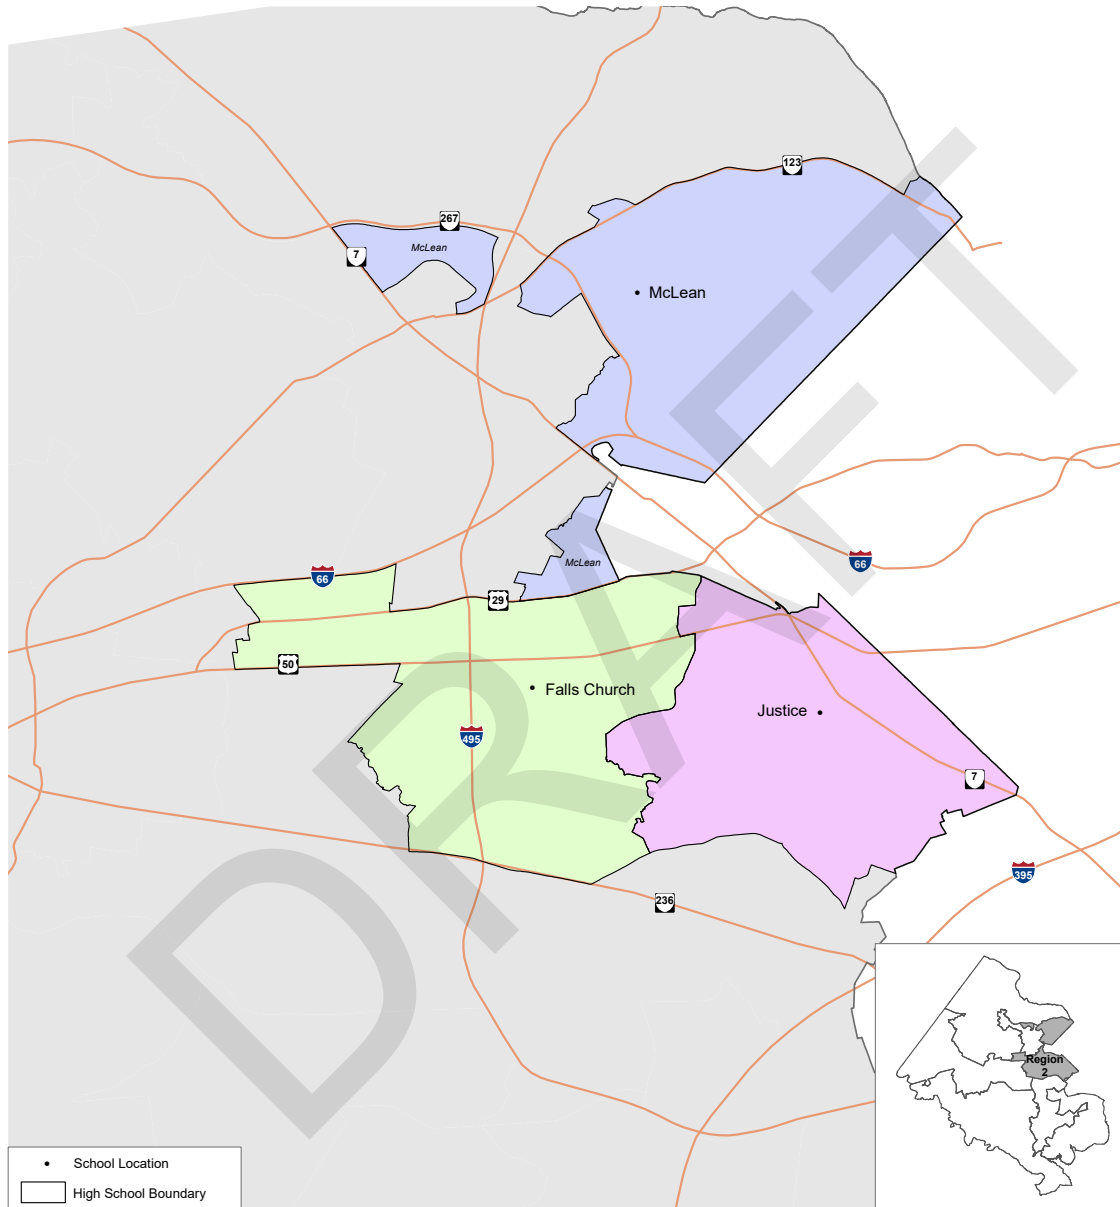 123
267
7
McLean
McLean
McLean
66
66
29
50
Falls Church
Justice
495
7
395
236
DRAFT
Region
2
School Location
High School Boundary